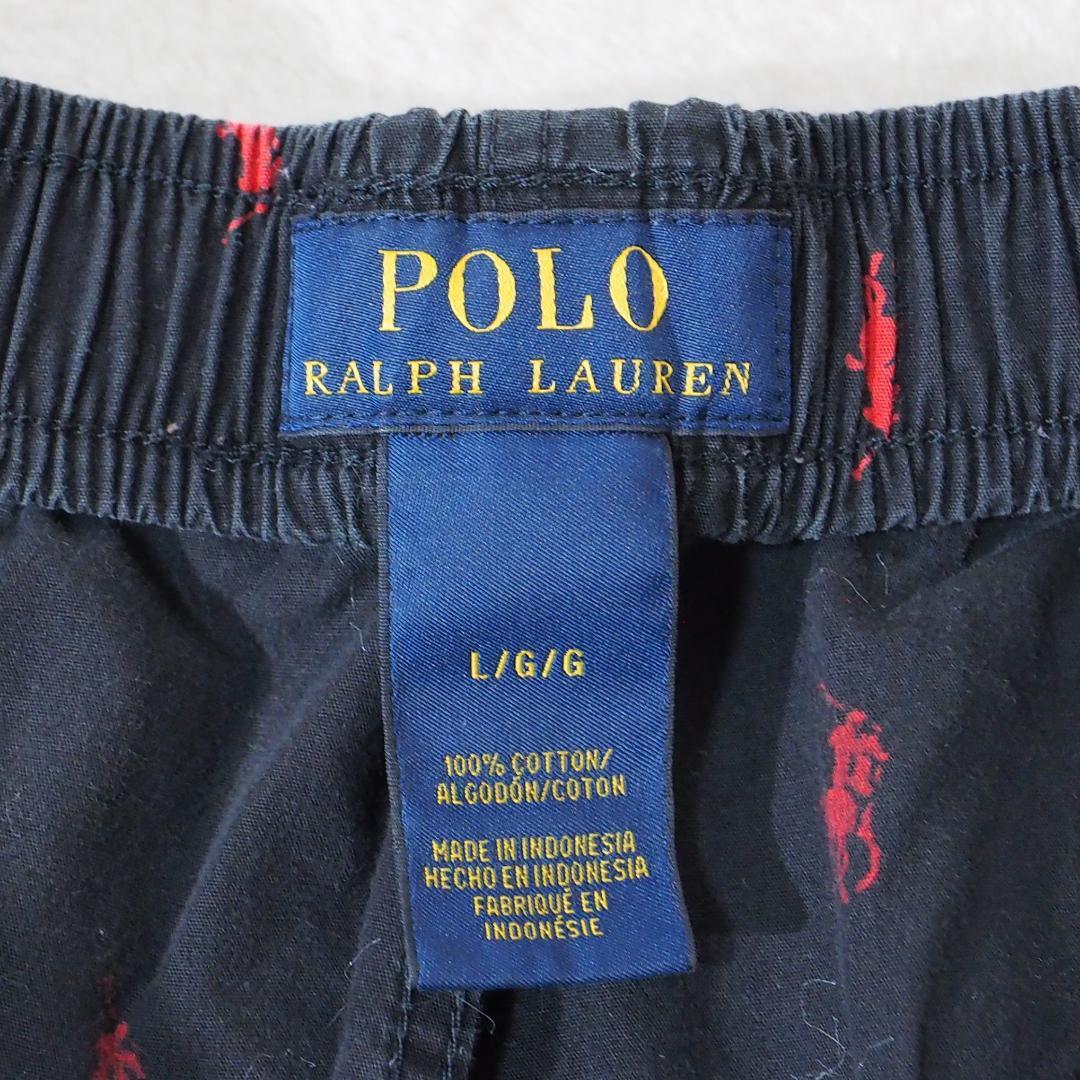 POLO
RALPH LAUREN
L/G/G
100% COTTON/
ALGODÓN/COTON
MADE IN INDONESIA
HECHO EN INDONESIA
FABRIQUÉ EN
INDONÉSIE